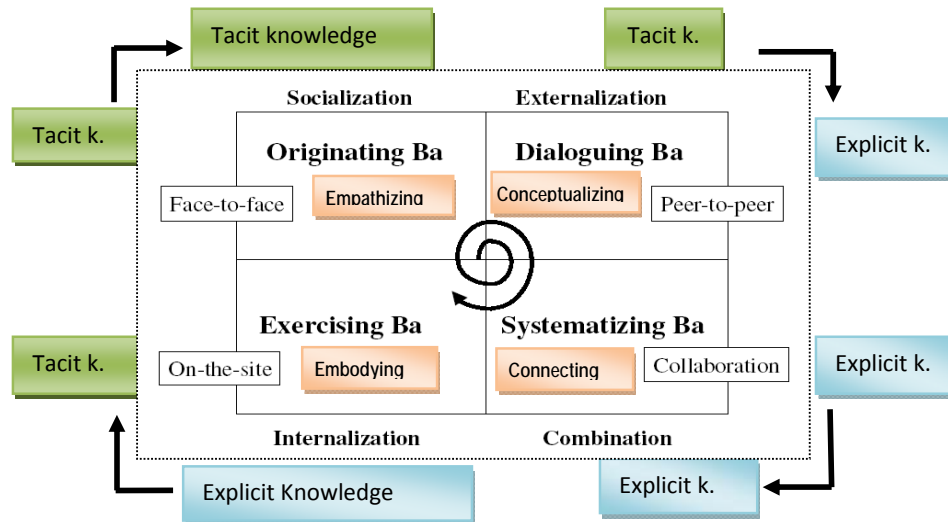 Tacit knowledge
Tacit k.
Socialization
Externalization
Tacit k.
Explicit k.
Originating Ba
Dialoguing Ba
Empathizing
Conceptualizing
Face-to-face
Peer-to-peer
Exercising Ba
Systematizing Ba
Tacit k.
Explicit k.
On-the-site
Embodying
Connecting
Collaboration
Internalization
Combination
Explicit Knowledge
Explicit k.